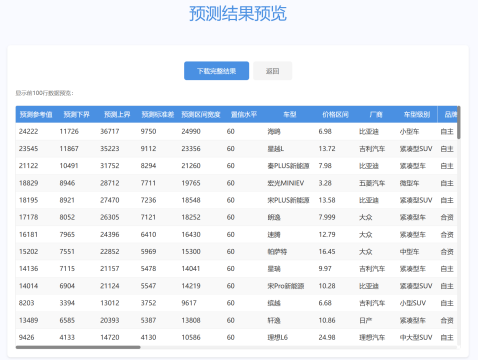 预测结果预览
下载完整结果 返回
显示前100行数据预览:
预测参考值 预测下界 预测上界 预测标准差 预测区间宽度 置信水平 车型 价格区间 厂商 车型级别 品牌
24222 11726 36717 9750 24990 60 海鸥 6.98 比亚迪 小型车 自主
23545 11867 35223 9112 23356 60 星越L 13.72 吉利汽车 紧凑型SUV 自主
21122 10491 31752 8294 21260 60 秦PLUS新能源 7.98 比亚迪 紧凑型车 自主
18829 8946 28712 7711 19765 60 宏光MINIEV 3.28 五菱汽车 微型车 自主
18195 8921 27470 7236 18548 60 宋PLUS新能源 13.58 比亚迪 紧凑型SUV 自主
17178 8052 26305 7121 18252 60 朗逸 7.999 大众 紧凑型车 合资
16181 7965 24396 6410 16430 60 速腾 12.79 大众 紧凑型车 合资
15202 7551 22852 5969 15300 60 帕萨特 16.45 大众 中型车 合资
14136 7115 21157 5478 14041 60 星瑞 9.97 吉利汽车 紧凑型车 自主
14014 6904 21124 5547 14219 60 宋Pro新能源 10.28 比亚迪 紧凑型SUV 自主
8203 3394 13012 3752 9617 60 缤越 6.68 吉利汽车 小型SUV 自主
13489 6585 20393 5387 13808 60 轩逸 10.86 日产 紧凑型车 合资
9426 4133 14720 4130 10586 60 理想L6 24.98 理想汽车 中大型SUV 自主